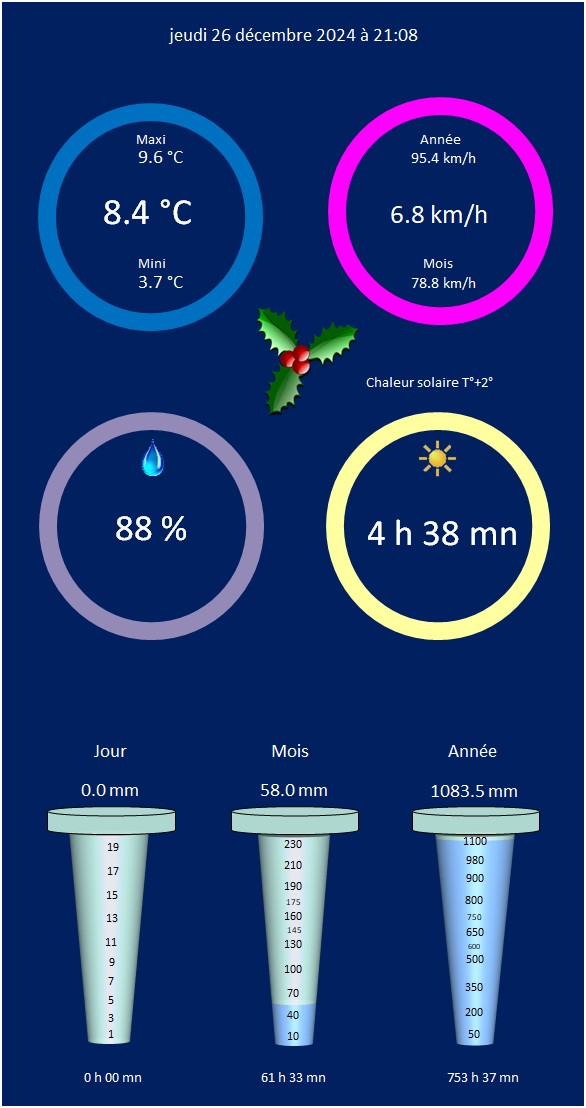 jeudi 26 décembre 2024 à 21:08
Maxi
9.6 °C
8.4 °C
Mini
3.7 °C
Année
95.4 km/h
6.8 km/h
Mois
78.8 km/h
Chaleur solaire T°+2°
88 %
4 h 38 mn
Jour
0.0 mm
19
17
15
13
11
9
7
5
3
1
0 h 00 mn
Mois
58.0 mm
230
210
190
175
160
145
130
100
70
40
10
61 h 33 mn
Année
1083.5 mm
1100
980
900
800
750
650
600
500
350
200
50
753 h 37 mn